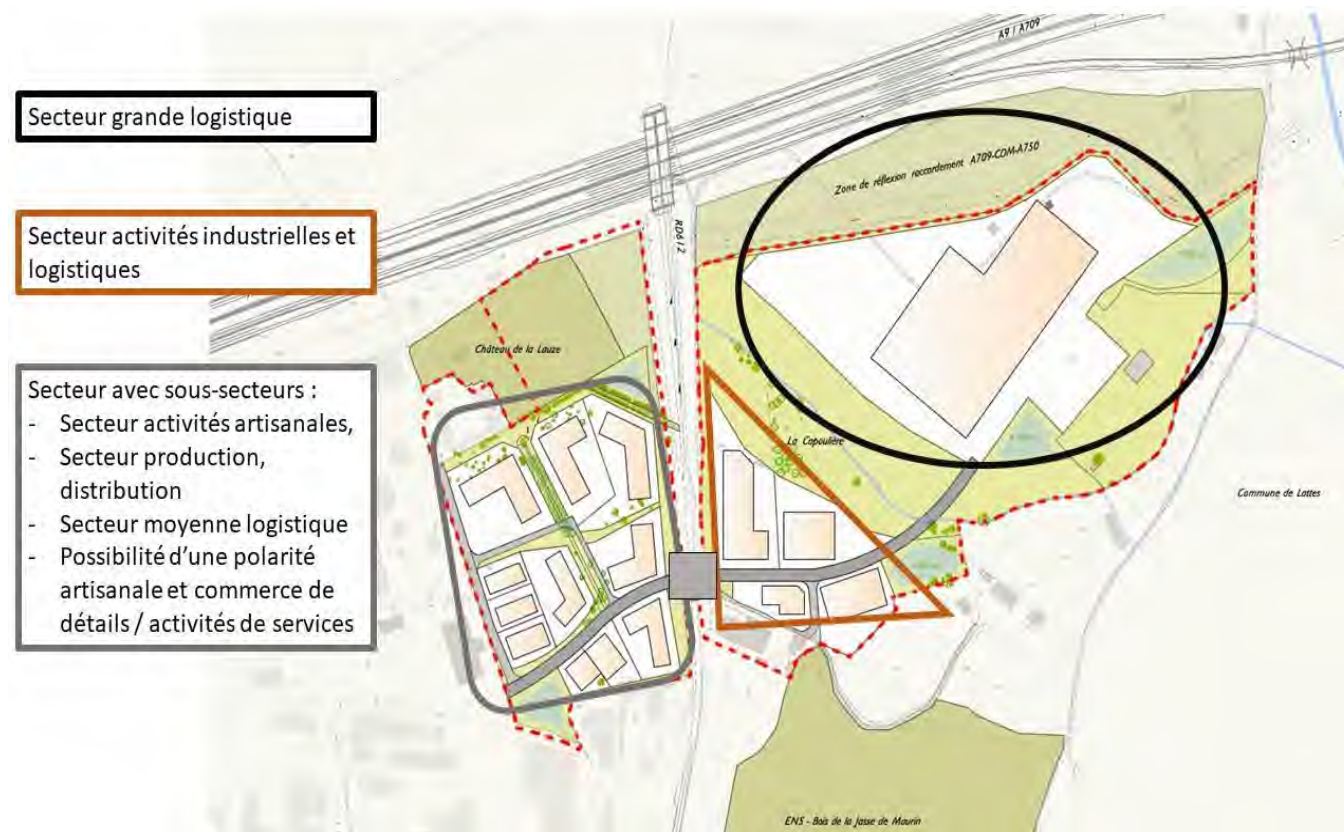 Secteur grande logistique
Secteur activités industrielles et
logistiques
Secteur avec sous-secteurs :
- Secteur activités artisanales,
- Secteur production,
distribution
- Secteur moyenne logistique
- Possibilité d'une polarité
artisanale et commerce de
détails / activités de services
A9 / A709
Zone de réflexion raccordement A709-COM-A750
RD612
Château de la Lauze
La Capoulière
Commune de Lattes
ENS - Bois de la Jasse de Maurin